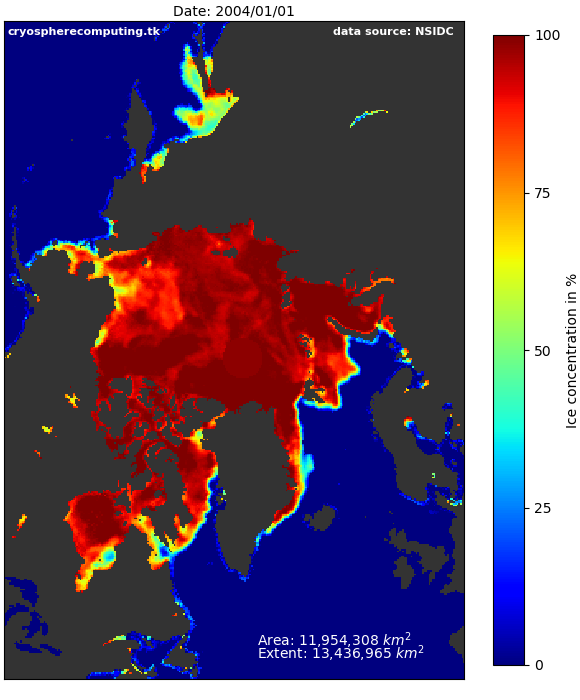 Date: 2004/01/01
cryospherecomputing.tk
data source: NSIDC
100
75
50
25
0
Ice concentration in %
Area: 11,954,308 km²
Extent: 13,436,965 km²